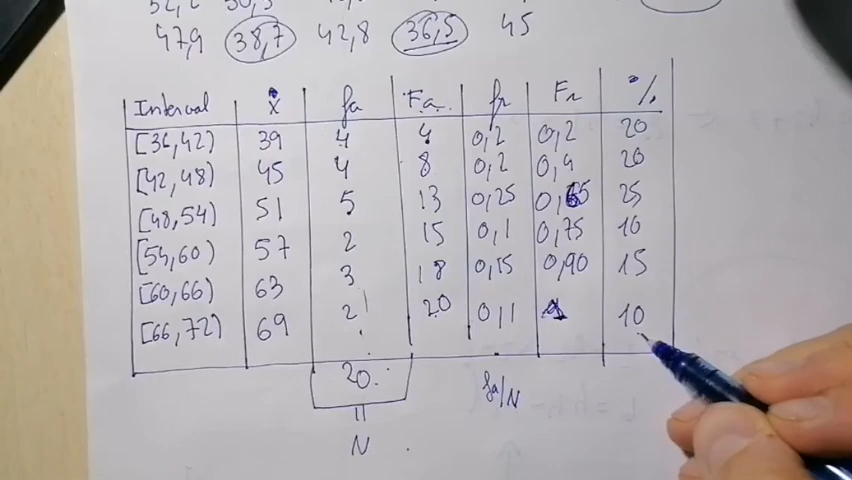 47,9 38,7 42,8 36,5 45
Interval x fa Fa fr Fr %
[36,42) 39 4 4 0,2 0,2 20
[42,48) 45 4 8 0,2 0,4 20
[48,54) 51 5 13 0,25 0,65 25
[54,60) 57 2 15 0,1 0,75 10
[60,66) 63 3 18 0,15 0,90 15
[66,72) 69 2 20 0,1 1 10
20
fa/N
N